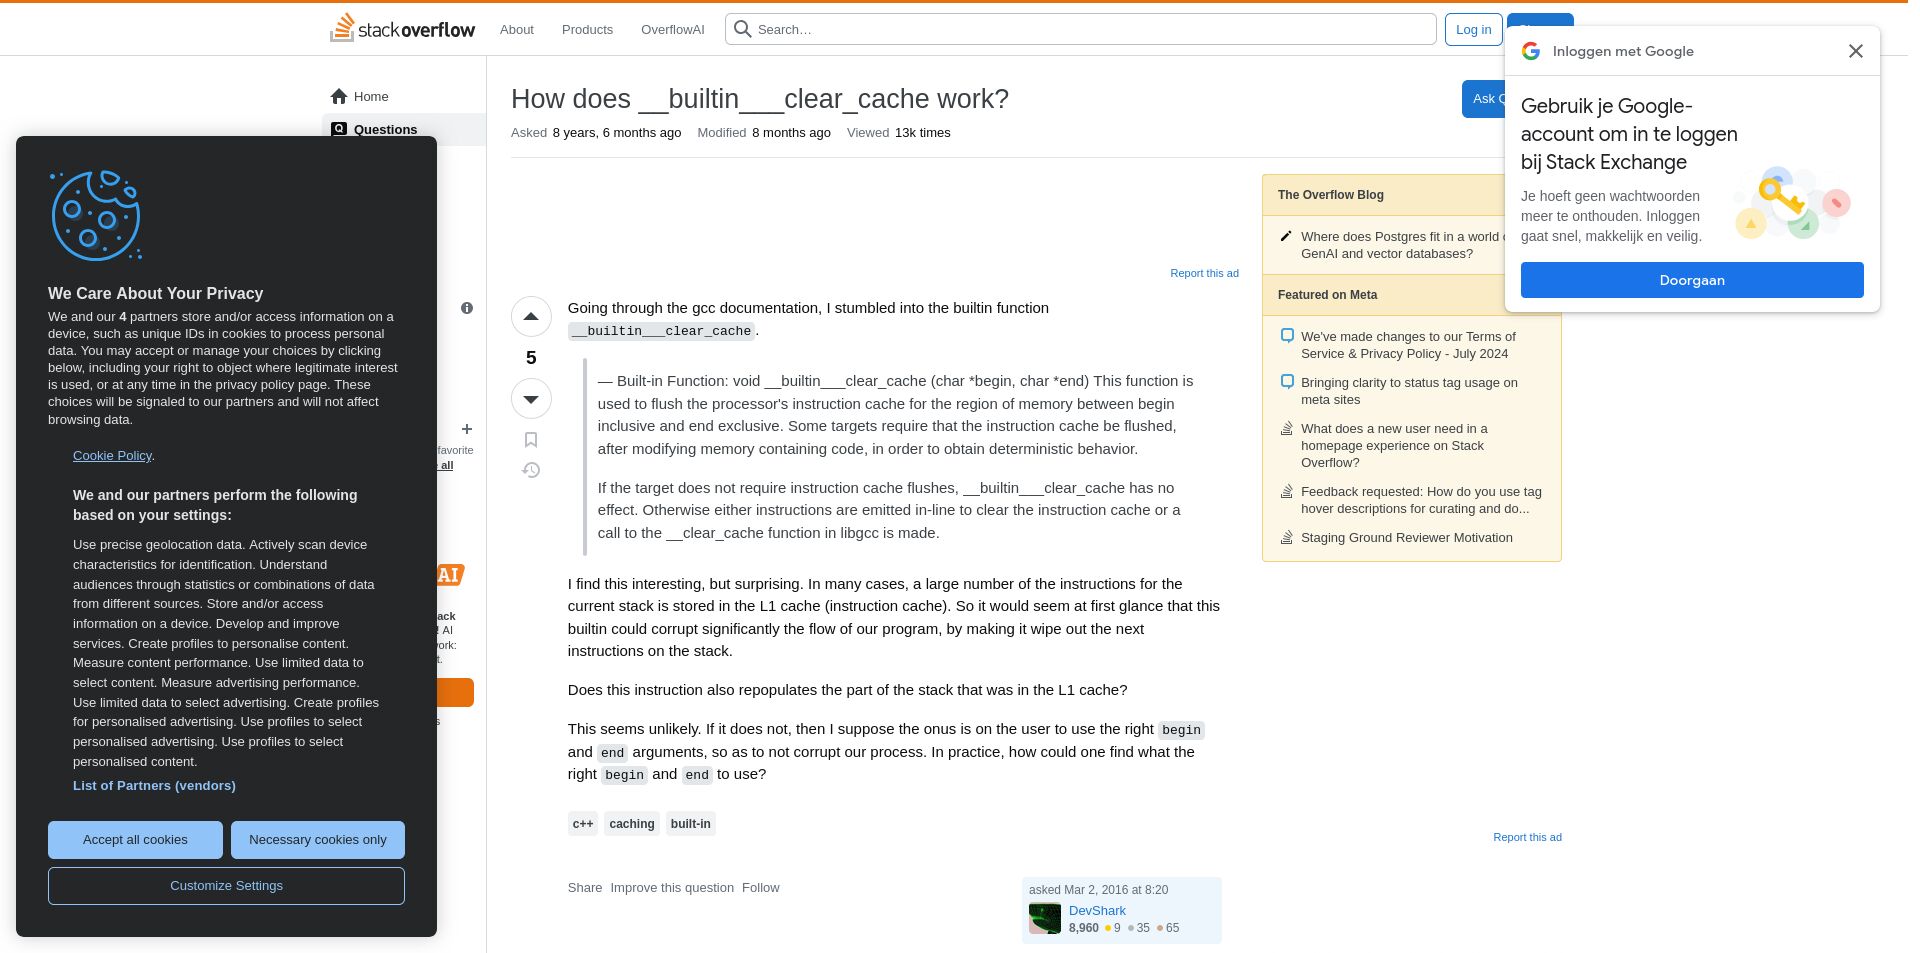 stackoverflow
About
Products
OverflowAI
Search…
Log in
Home
Questions
How does __builtin___clear_cache work?
Ask Q
Asked 8 years, 6 months ago Modified 8 months ago Viewed 13k times
Inloggen met Google
Gebruik je Google-
account om in te loggen
bij Stack Exchange
Je hoeft geen wachtwoorden
meer te onthouden. Inloggen
gaat snel, makkelijk en veilig.
Doorgaan
We Care About Your Privacy
We and our 4 partners store and/or access information on a
device, such as unique IDs in cookies to process personal
data. You may accept or manage your choices by clicking
below, including your right to object where legitimate interest
is used, or at any time in the privacy policy page. These
choices will be signaled to our partners and will not affect
browsing data.
Cookie Policy.
We and our partners perform the following
based on your settings:
Use precise geolocation data. Actively scan device
characteristics for identification. Understand
audiences through statistics or combinations of data
from different sources. Store and/or access
information on a device. Develop and improve
services. Create profiles to personalise content.
Measure content performance. Use limited data to
select content. Measure advertising performance.
Use limited data to select advertising. Create profiles
for personalised advertising. Use profiles to select
personalised advertising. Use profiles to select
personalised content.
List of Partners (vendors)
Accept all cookies
Necessary cookies only
Customize Settings
favorite
all
AI
ack
! AI
ork:
t.
s
Report this ad
5
Going through the gcc documentation, I stumbled into the builtin function
__builtin___clear_cache.
— Built-in Function: void __builtin___clear_cache (char *begin, char *end) This function is
used to flush the processor's instruction cache for the region of memory between begin
inclusive and end exclusive. Some targets require that the instruction cache be flushed,
after modifying memory containing code, in order to obtain deterministic behavior.
If the target does not require instruction cache flushes, __builtin___clear_cache has no
effect. Otherwise either instructions are emitted in-line to clear the instruction cache or a
call to the __clear_cache function in libgcc is made.
I find this interesting, but surprising. In many cases, a large number of the instructions for the
current stack is stored in the L1 cache (instruction cache). So it would seem at first glance that this
builtin could corrupt significantly the flow of our program, by making it wipe out the next
instructions on the stack.
Does this instruction also repopulates the part of the stack that was in the L1 cache?
This seems unlikely. If it does not, then I suppose the onus is on the user to use the right begin
and end arguments, so as to not corrupt our process. In practice, how could one find what the
right begin and end to use?
c++ caching built-in
Share Improve this question Follow
asked Mar 2, 2016 at 8:20
DevShark
8,960 9 35 65
The Overflow Blog
Where does Postgres fit in a world
GenAI and vector databases?
Featured on Meta
We've made changes to our Terms of
Service & Privacy Policy - July 2024
Bringing clarity to status tag usage on
meta sites
What does a new user need in a
homepage experience on Stack
Overflow?
Feedback requested: How do you use tag
hover descriptions for curating and do...
Staging Ground Reviewer Motivation
Report this ad